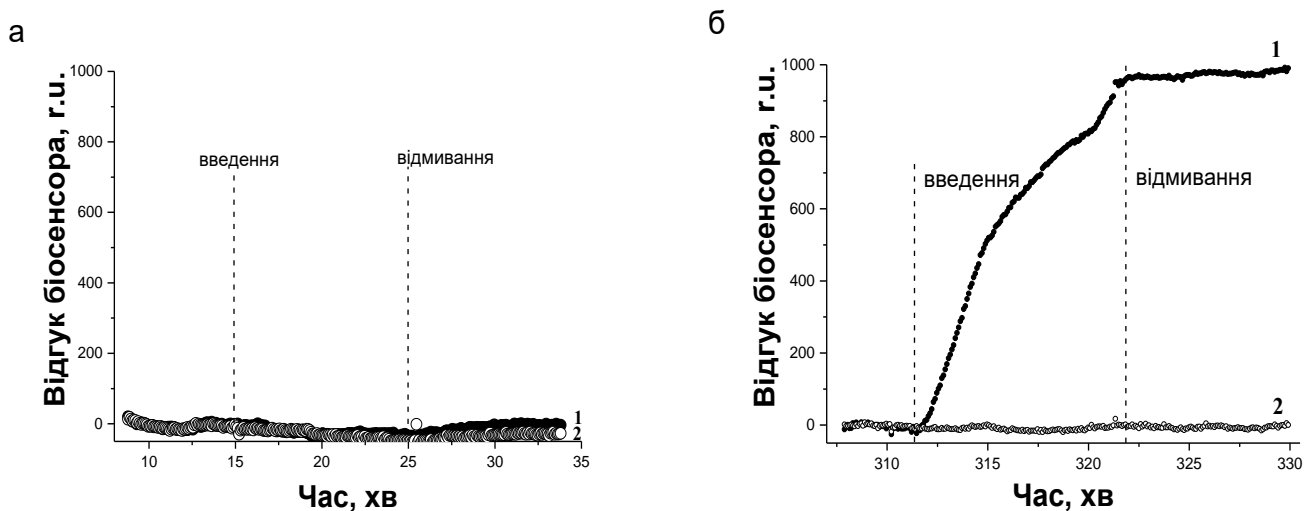 а
Відгук біосенсора, r.u.
1000
800
600
400
200
0
введення
відмивання
1
2
10
15
20
25
30
35
Час, хв
б
Відгук біосенсора, r.u.
1000
800
600
400
200
0
1
введення
відмивання
2
310
315
320
325
330
Час, хв